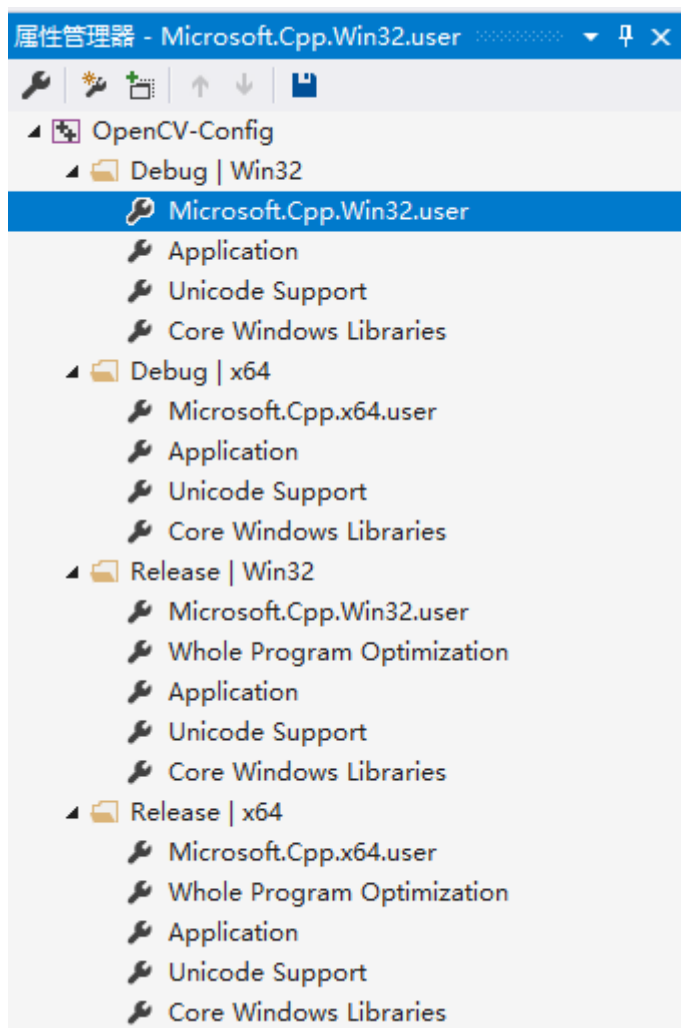 属性管理器 - Microsoft.Cpp.Win32.user
OpenCV-Config
Debug | Win32
Microsoft.Cpp.Win32.user
Application
Unicode Support
Core Windows Libraries
Debug | x64
Microsoft.Cpp.x64.user
Application
Unicode Support
Core Windows Libraries
Release | Win32
Microsoft.Cpp.Win32.user
Whole Program Optimization
Application
Unicode Support
Core Windows Libraries
Release | x64
Microsoft.Cpp.x64.user
Whole Program Optimization
Application
Unicode Support
Core Windows Libraries